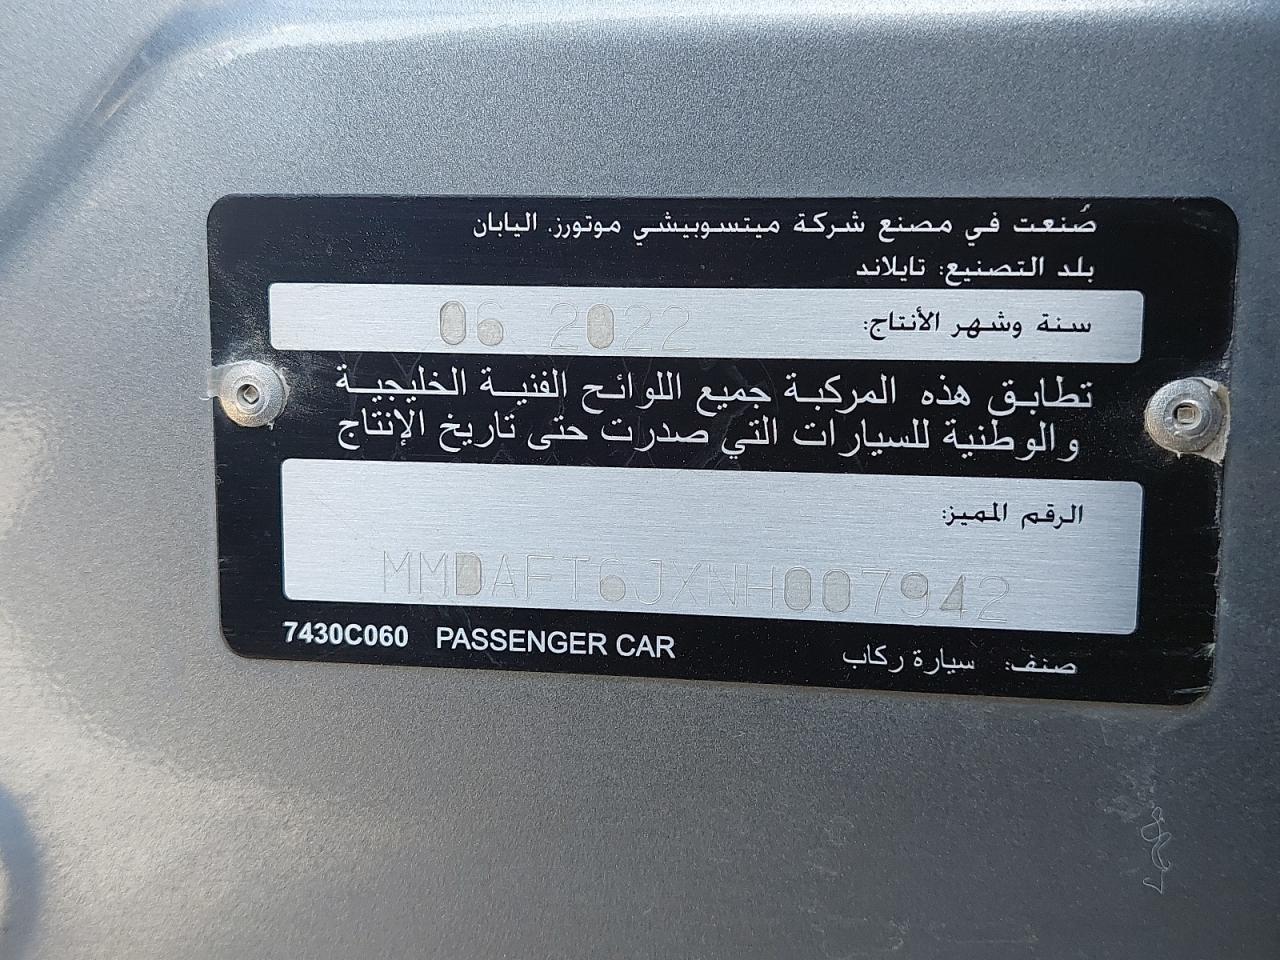 صُنعت في مصنع شركة ميتسوبيشي موتورز. اليابان
بلد التصنيع: تايلاند
سنة وشهر الأنتاج: 06 2022
تطابق هذه المركبة جميع اللوائح الفنية الخليجية
والوطنية للسيارات التي صدرت حتى تاريخ الإنتاج
الرقم المميز:
MMDAFT6JXNH007942
صنف: سيارة ركاب PASSENGER CAR 7430C060